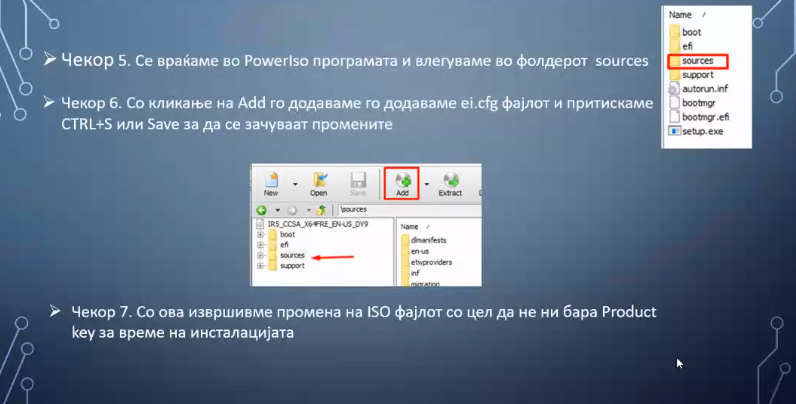 Чекор 5. Се враќаме во PowerIso програмата и влегуваме во фолдерот sources
Name
boot
efi
sources
support
autorun.inf
bootmgr
bootmgr.efi
setup.exe
Чекор 6. Со кликање на Add го додаваме го додаваме ei.cfg фајлот и притискаме
CTRL+S или Save за да се зачуваат промените
New Open Save Add Extract
\sources
IR5_CCSA_X64FRE_EN-US_DV9
boot
efi
sources
support
Name
dlmanifests
en-us
etwproviders
inf
migration
Чекор 7. Со ова извршивме промена на ISO фајлот со цел да не ни бара Product
key за време на инсталацијата